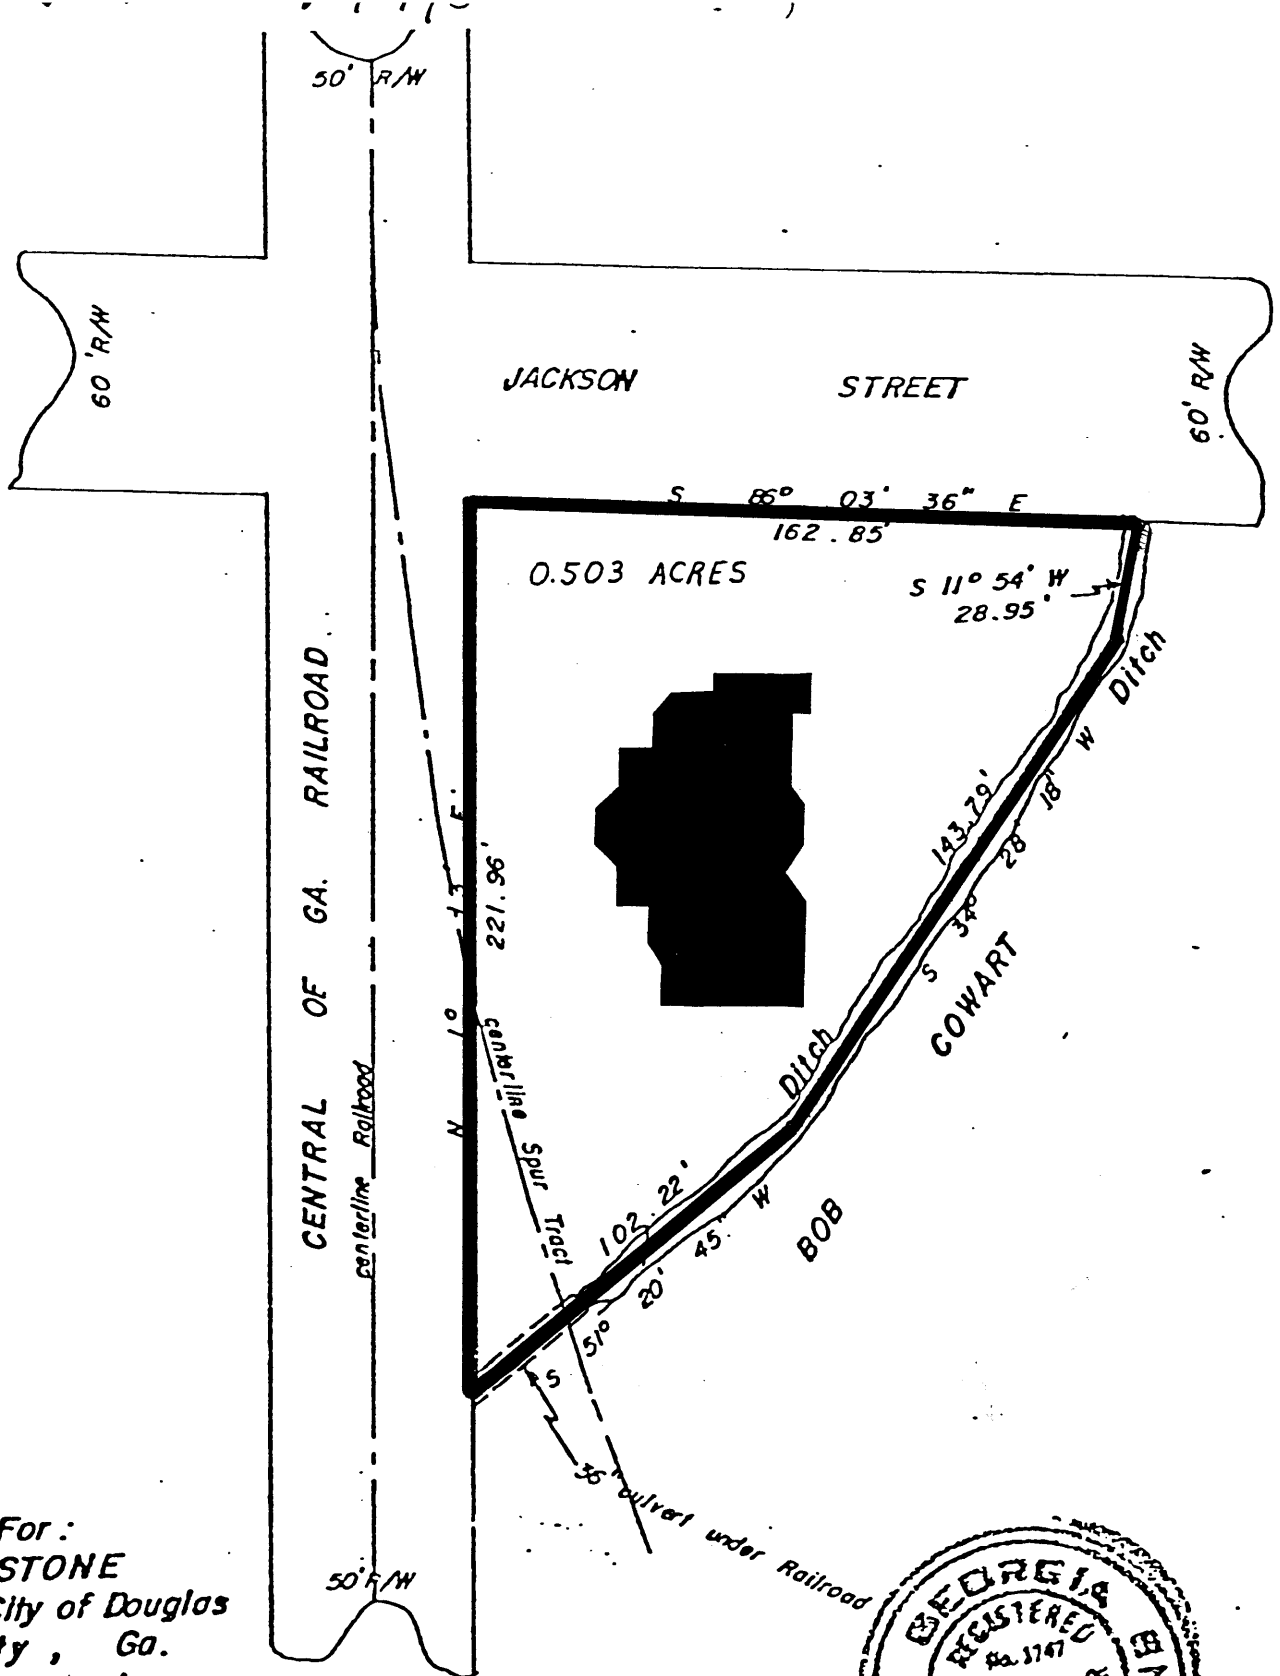 50' R/W
60' R/W
JACKSON STREET
60' R/W
S 86° 03' 36" E
162.85'
0.503 ACRES
S 11° 54' W
28.95'
Ditch
CENTRAL OF GA. RAILROAD
centerline Railroad
N 1° 13' E
221.96'
143.79'
S 34° 28' 18" W
BOB COWART
Ditch
centerline Spur Tract
102.22'
S 51° 20' 45" W
36" culvert under Railroad
50' R/W
For:
STONE
City of Douglas
ty, Ga.
GEORGIA
REGISTERED
No. 1747